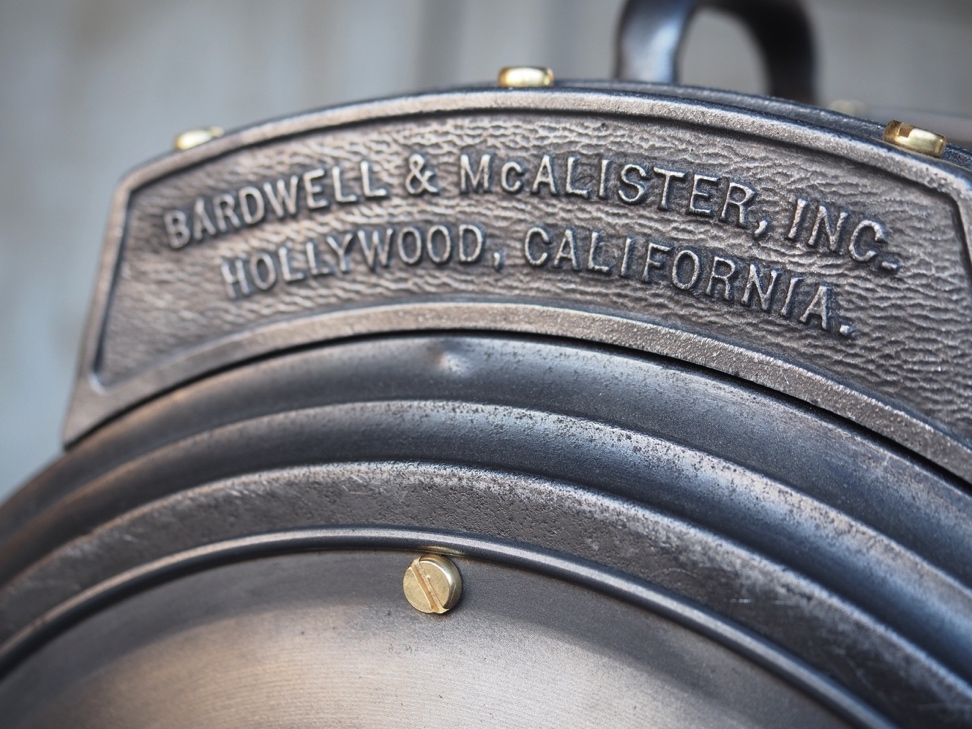 BARDWELL & McALISTER, INC.
HOLLYWOOD, CALIFORNIA.